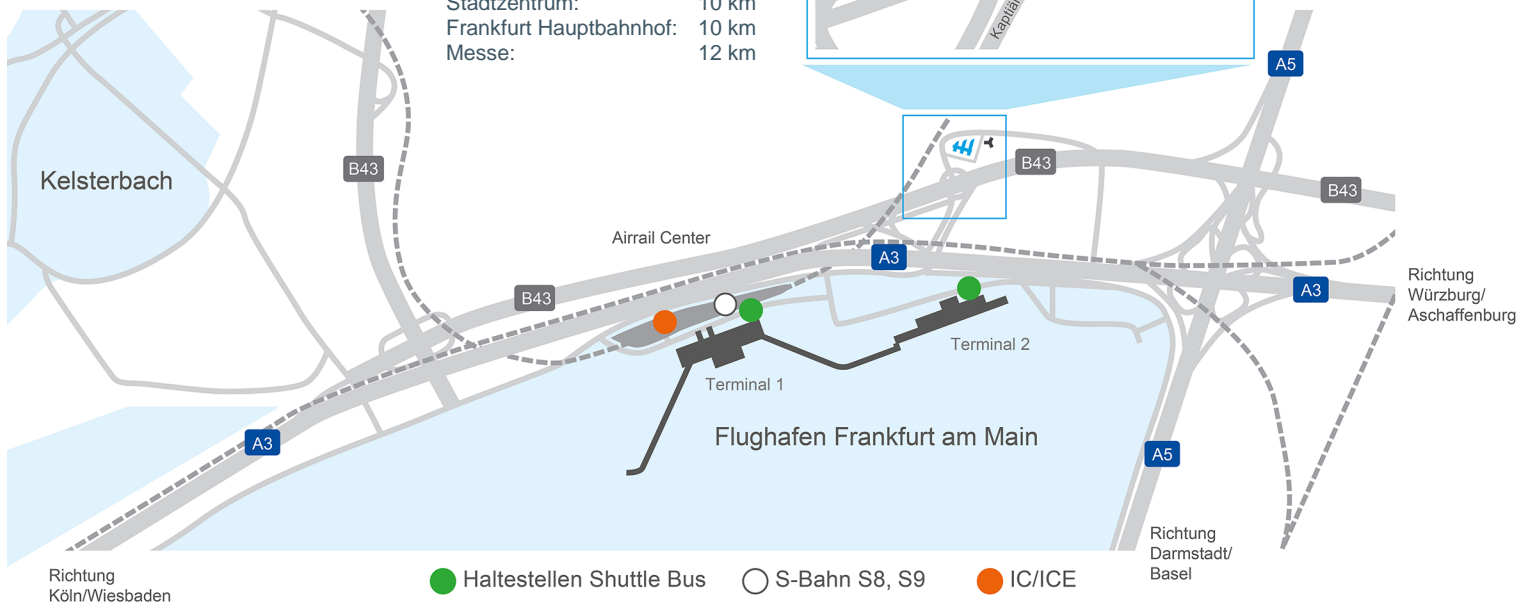 Stadtzentrum: 10 km
Frankfurt Hauptbahnhof: 10 km
Messe: 12 km
A5
B43
Kelsterbach
B43
B43
Airrail Center
A3
Richtung
Würzburg/
Aschaffenburg
A3
B43
Terminal 2
Terminal 1
Flughafen Frankfurt am Main
A3
A5
Richtung
Darmstadt/
Basel
Richtung
Köln/Wiesbaden
Haltestellen Shuttle Bus
S-Bahn S8, S9
IC/ICE